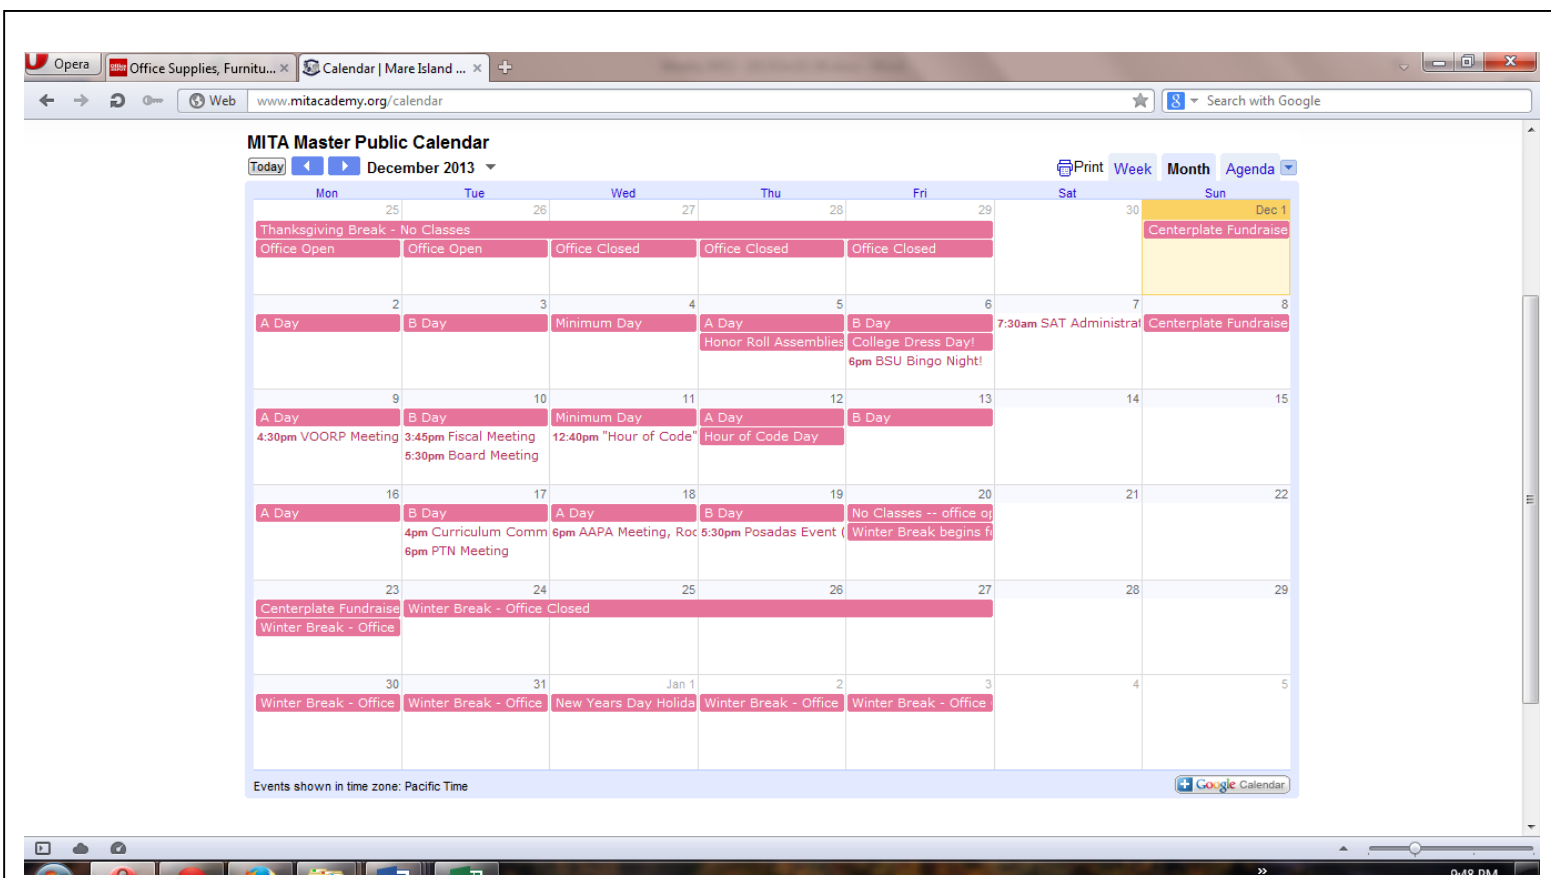 Opera
Office Supplies, Furnitu...
Calendar | Mare Island ...
Web
www.mitacademy.org/calendar
Search with Google
MITA Master Public Calendar
Today
December 2013
Print
Week
Month
Agenda
Mon Tue Wed Thu Fri Sat Sun
25 26 27 28 29 30 Dec 1
Thanksgiving Break - No Classes
Centerplate Fundraise
Office Open Office Open Office Closed Office Closed Office Closed
2 3 4 5 6 7 8
A Day B Day Minimum Day A Day B Day 7:30am SAT Administrat Centerplate Fundraise
Honor Roll Assemblies College Dress Day!
6pm BSU Bingo Night!
9 10 11 12 13 14 15
A Day B Day Minimum Day A Day B Day
4:30pm VOORP Meeting 3:45pm Fiscal Meeting 12:40pm "Hour of Code" Hour of Code Day
5:30pm Board Meeting
16 17 18 19 20 21 22
A Day B Day A Day B Day No Classes -- office op
4pm Curriculum Comm 6pm AAPA Meeting, Roo 5:30pm Posadas Event ( Winter Break begins f
6pm PTN Meeting
23 24 25 26 27 28 29
Centerplate Fundraise Winter Break - Office Closed
Winter Break - Office
30 31 Jan 1 2 3 4 5
Winter Break - Office Winter Break - Office New Years Day Holida Winter Break - Office Winter Break - Office
Events shown in time zone: Pacific Time
Google Calendar
9:48 PM